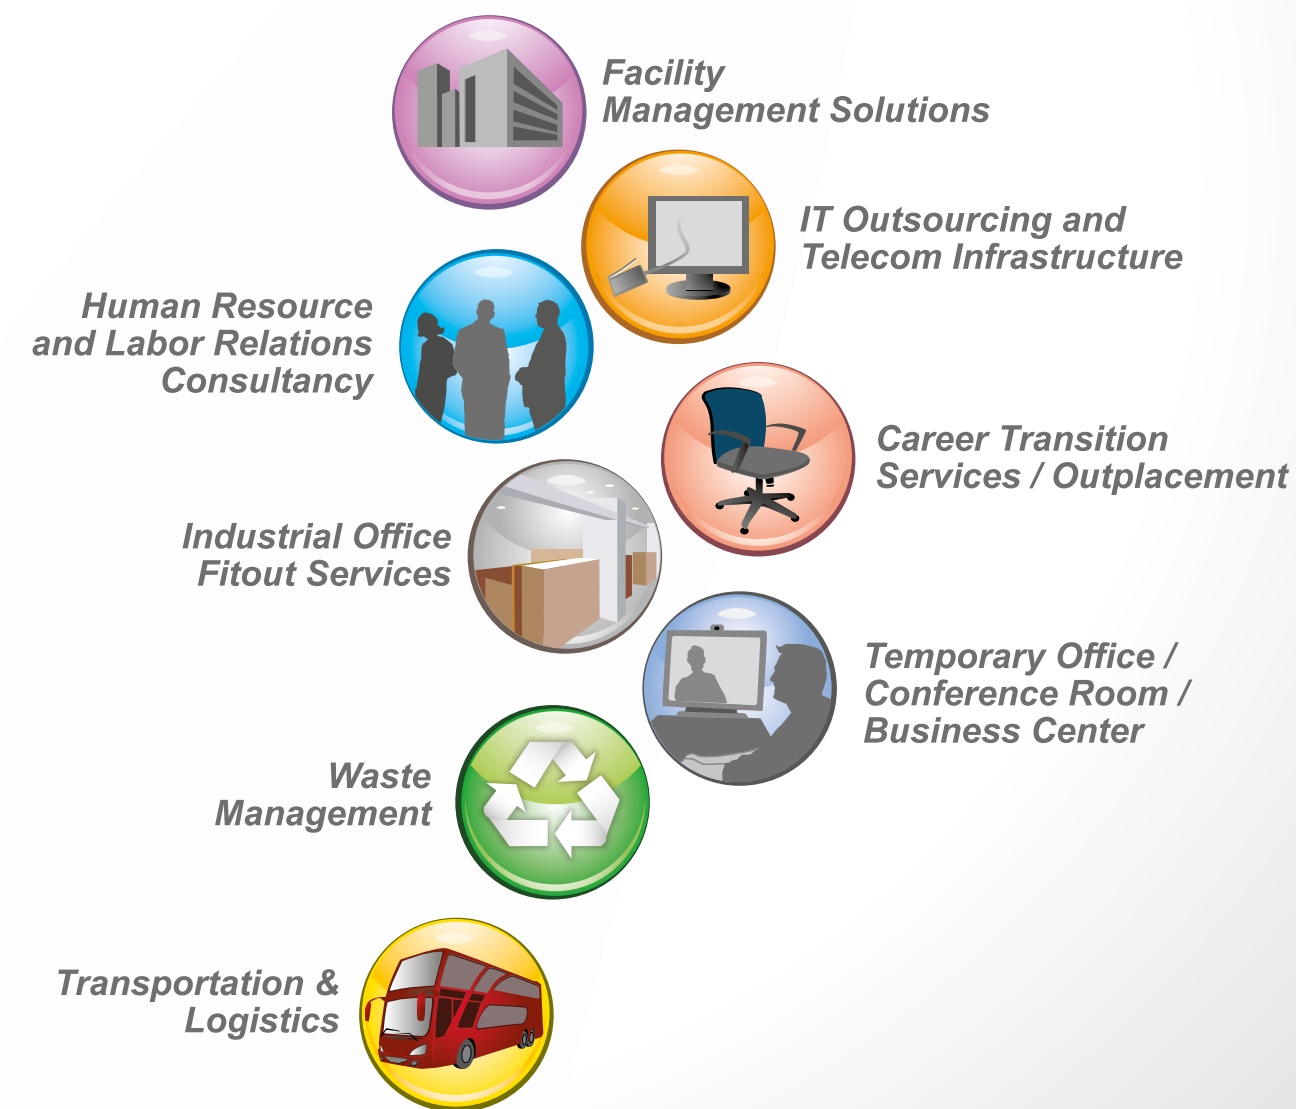 Facility
Management Solutions
IT Outsourcing and
Telecom Infrastructure
Human Resource
and Labor Relations
Consultancy
Career Transition
Services / Outplacement
Industrial Office
Fitout Services
Temporary Office /
Conference Room /
Business Center
Waste
Management
Transportation &
Logistics